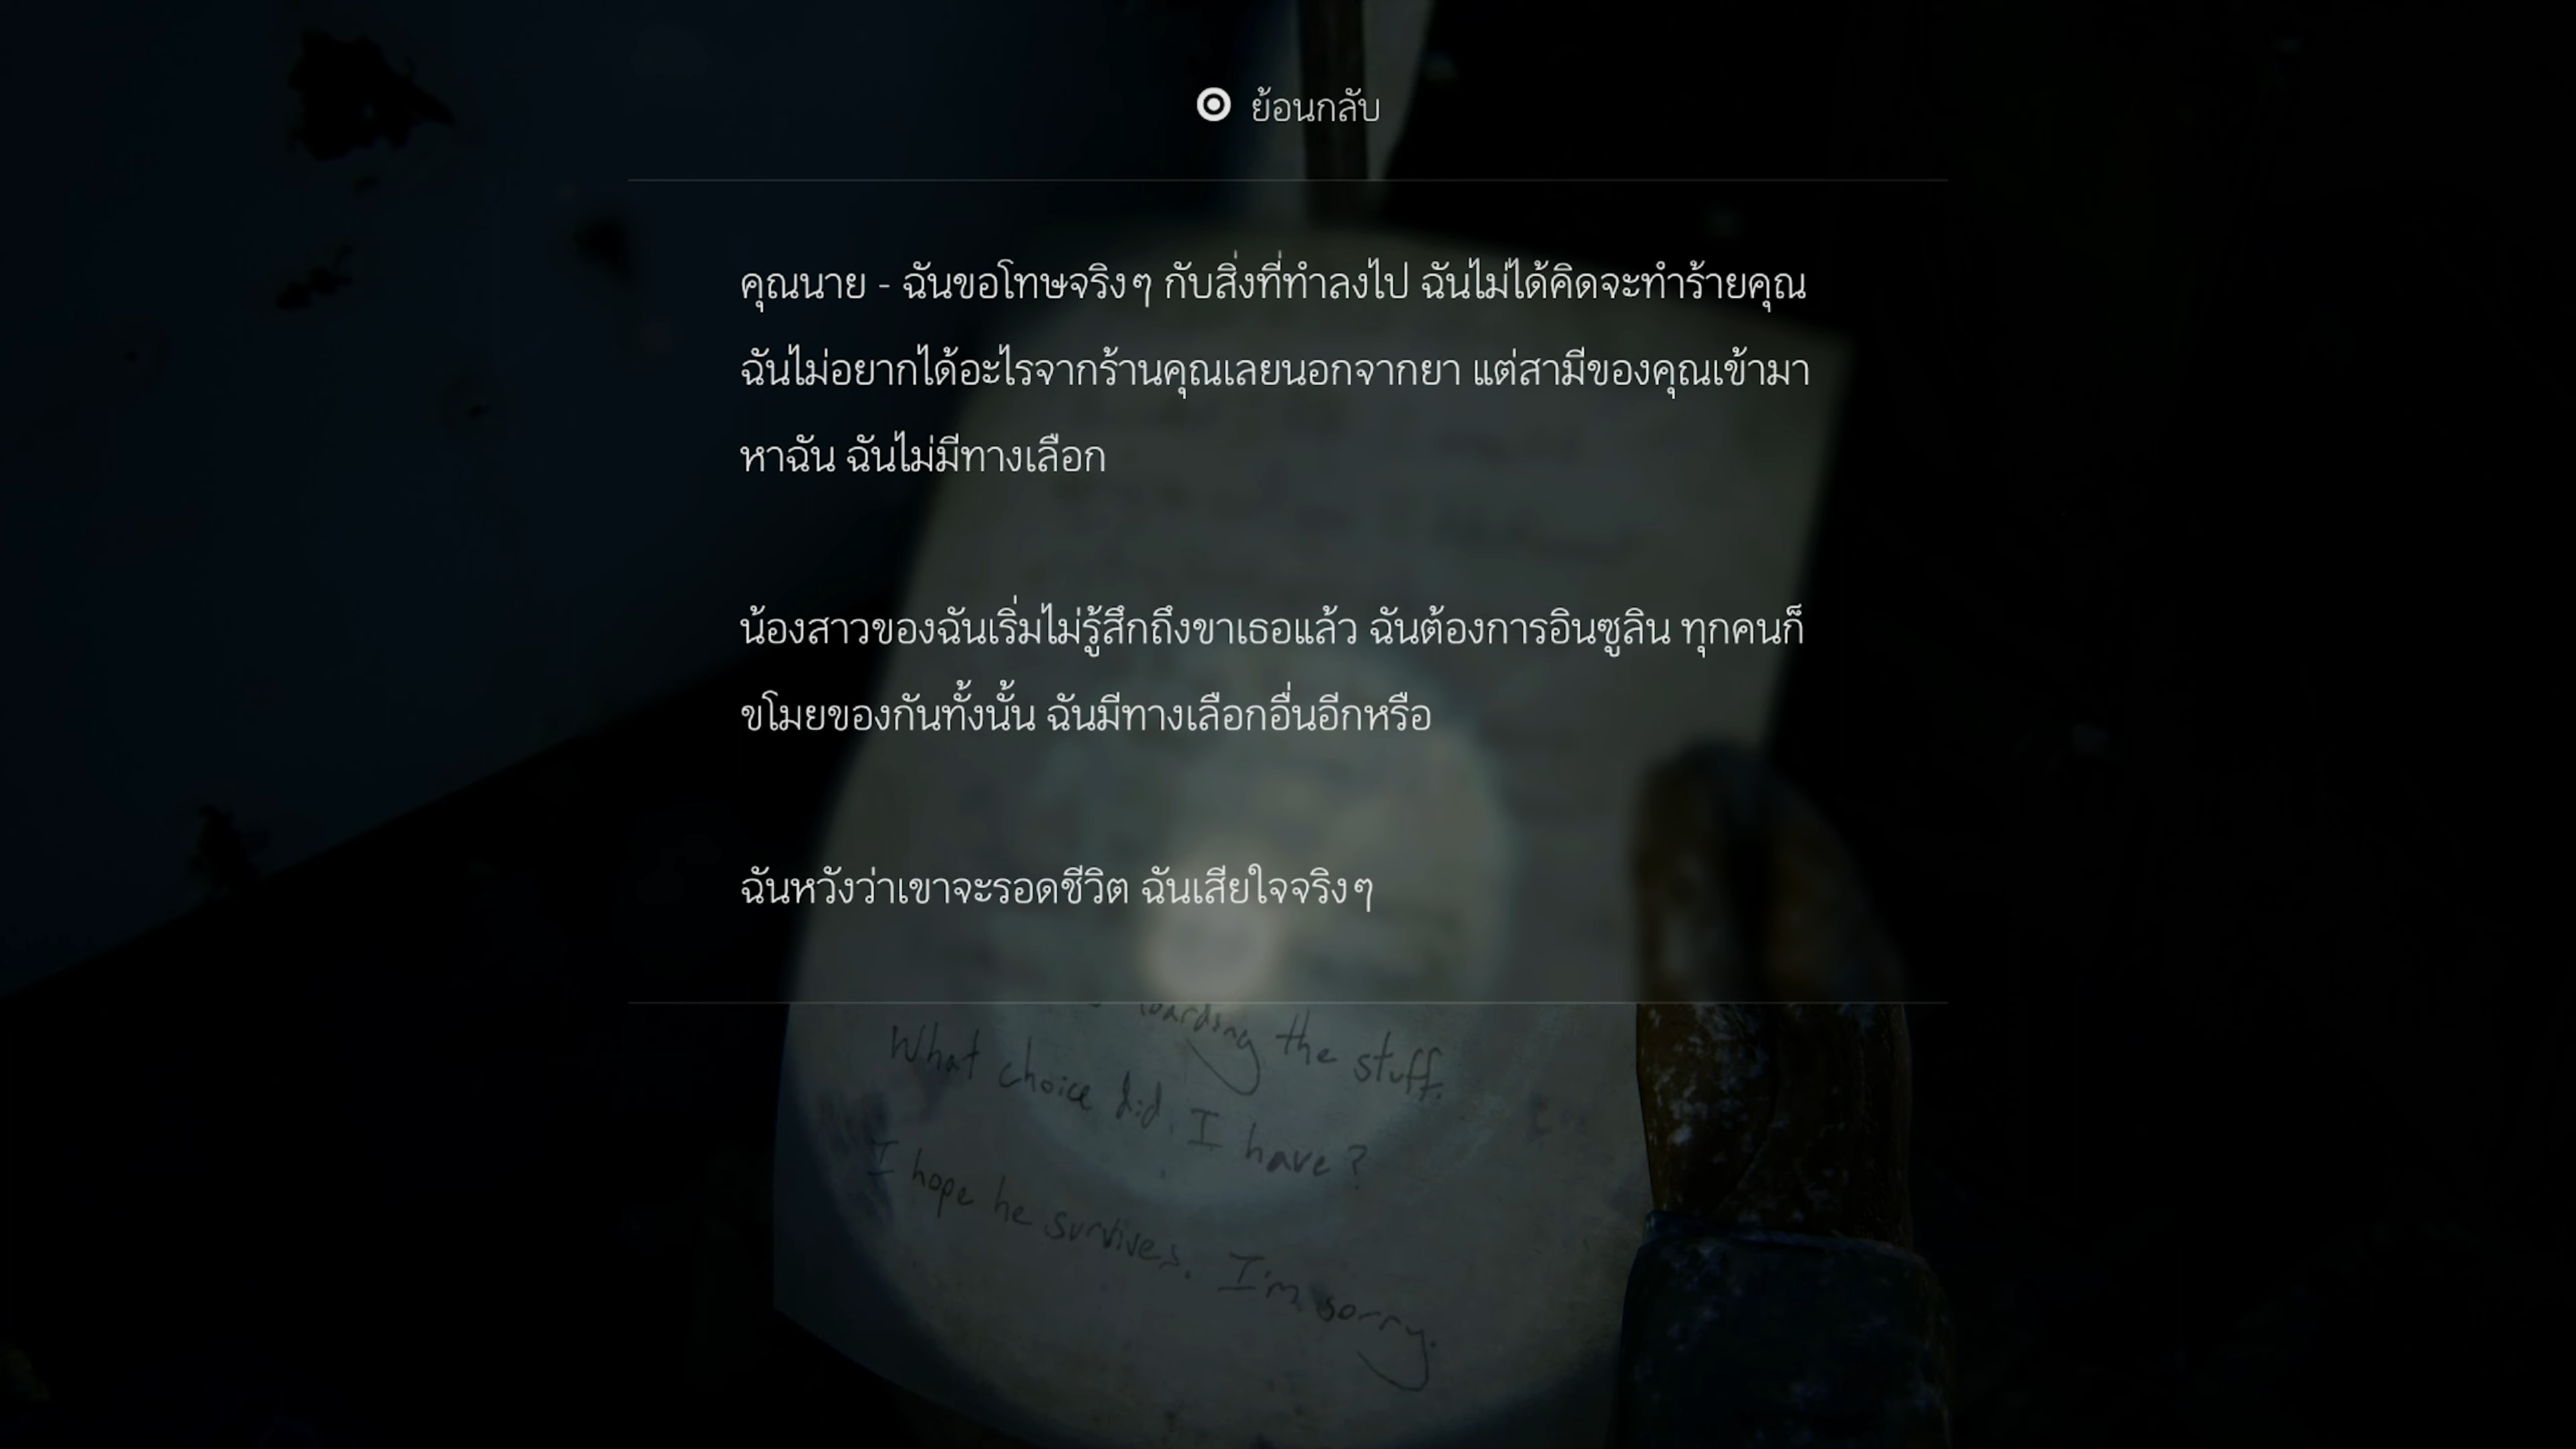 ย้อนกลับ
คุณนาย - ฉันขอโทษจริงๆ กับสิ่งที่ทำลงไป ฉันไม่ได้คิดจะทำร้ายคุณ
ฉันไม่อยากได้อะไรจากร้านคุณเลยนอกจากยา แต่สามีของคุณเข้ามา
หาฉัน ฉันไม่มีทางเลือก
น้องสาวของฉันเริ่มไม่รู้สึกถึงขาเธอแล้ว ฉันต้องการอินซูลิน ทุกคนก็
ขโมยของกันทั้งนั้น ฉันมีทางเลือกอื่นอีกหรือ
ฉันหวังว่าเขาจะรอดชีวิต ฉันเสียใจจริงๆ
the stuff.
What choice did I have?
I hope he survives. I'm sorry.